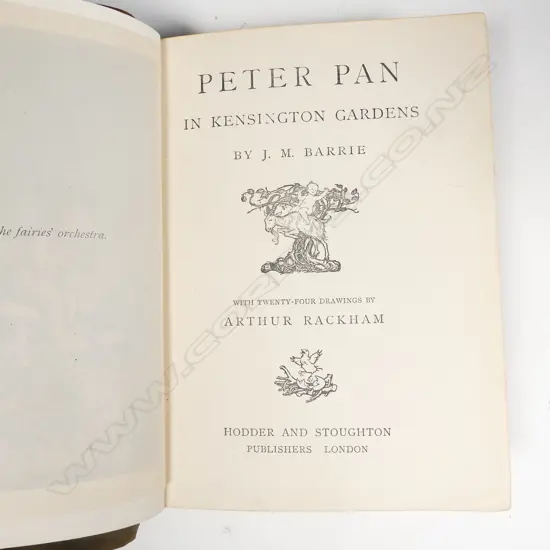 he fairies' orchestra.
PETER PAN
IN KENSINGTON GARDENS
BY J. M. BARRIE
WITH TWENTY-FOUR DRAWINGS BY
ARTHUR RACKHAM
HODDER AND STOUGHTON
PUBLISHERS LONDON